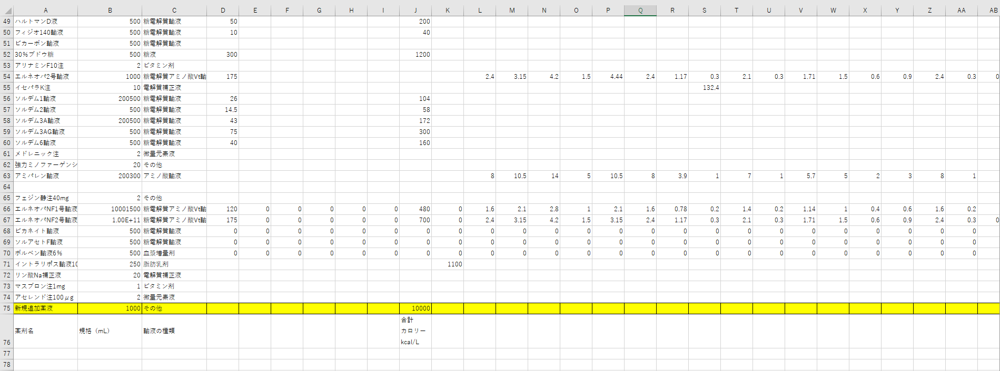 A B C D E F G H I J K L M N O P Q R S T U V W X Y Z AA AB
49 ハルトマンD液 500 糖電解質輸液 50 200
50 フィジオ140輸液 500 糖電解質輸液 10 40
51 ビカーボン輸液 500 糖電解質輸液
52 30%ブドウ糖 500 糖液 300 1200
53 アリナミンF10注 2 ビタミン剤
54 エルネオパ2号輸液 1000 糖電解質アミノ酸Vt輸 175 2.4 3.15 4.2 1.5 4.44 2.4 1.17 0.3 2.1 0.3 1.71 1.5 0.6 0.9 2.4 0.3 0
55 イセパラK注 10 電解質補正液 132.4
56 ソルデム1輸液 200500 糖電解質輸液 26 104
57 ソルデム2輸液 500 糖電解質輸液 14.5 58
58 ソルデム3A輸液 200500 糖電解質輸液 43 172
59 ソルデム3AG輸液 500 糖電解質輸液 75 300
60 ソルデム6輸液 500 糖電解質輸液 40 160
61 メドレニック注 2 微量元素液
62 強力ミノファーゲンシ 20 その他
63 アミパレン輸液 200300 アミノ酸輸液 8 10.5 14 5 10.5 8 3.9 1 7 1 5.7 5 2 3 8 1
64
65 フェジン静注40mg 2 その他
66 エルネオパNF1号輸液 10001500 糖電解質アミノ酸Vt輸 120 0 0 0 0 0 480 0 1.6 2.1 2.8 1 2.1 1.6 0.78 0.2 1.4 0.2 1.14 1 0.4 0.6 1.6 0.2
67 エルネオパNF2号輸液 1.00E+11 糖電解質アミノ酸Vt輸 175 0 0 0 0 0 700 0 2.4 3.15 4.2 1.5 3.15 2.4 1.17 0.3 2.1 0.3 1.71 1.5 0.6 0.9 2.4 0.3 0
68 ビカネイト輸液 500 糖電解質輸液 0 0 0 0 0 0 0 0 0 0 0 0 0 0 0 0 0 0 0 0 0 0 0 0
69 ソルアセトF輸液 500 糖電解質輸液 0 0 0 0 0 0 0 0 0 0 0 0 0 0 0 0 0 0 0 0 0 0 0 0
70 ボルベン輸液6% 500 血漿増量剤 0 0 0 0 0 0 0 0 0 0 0 0 0 0 0 0 0 0 0 0 0 0 0 0
71 イントラリポス輸液10 250 脂肪乳剤 1100
72 リン酸Na補正液 20 電解質補正液
73 マスブロン注1mg 1 ビタミン剤
74 アセレンド注100μg 2 微量元素液
75 新規追加薬液 1000 その他 10000
76 薬剤名 規格（mL） 輸液の種類 合計
カロリー
kcal/L
77
78